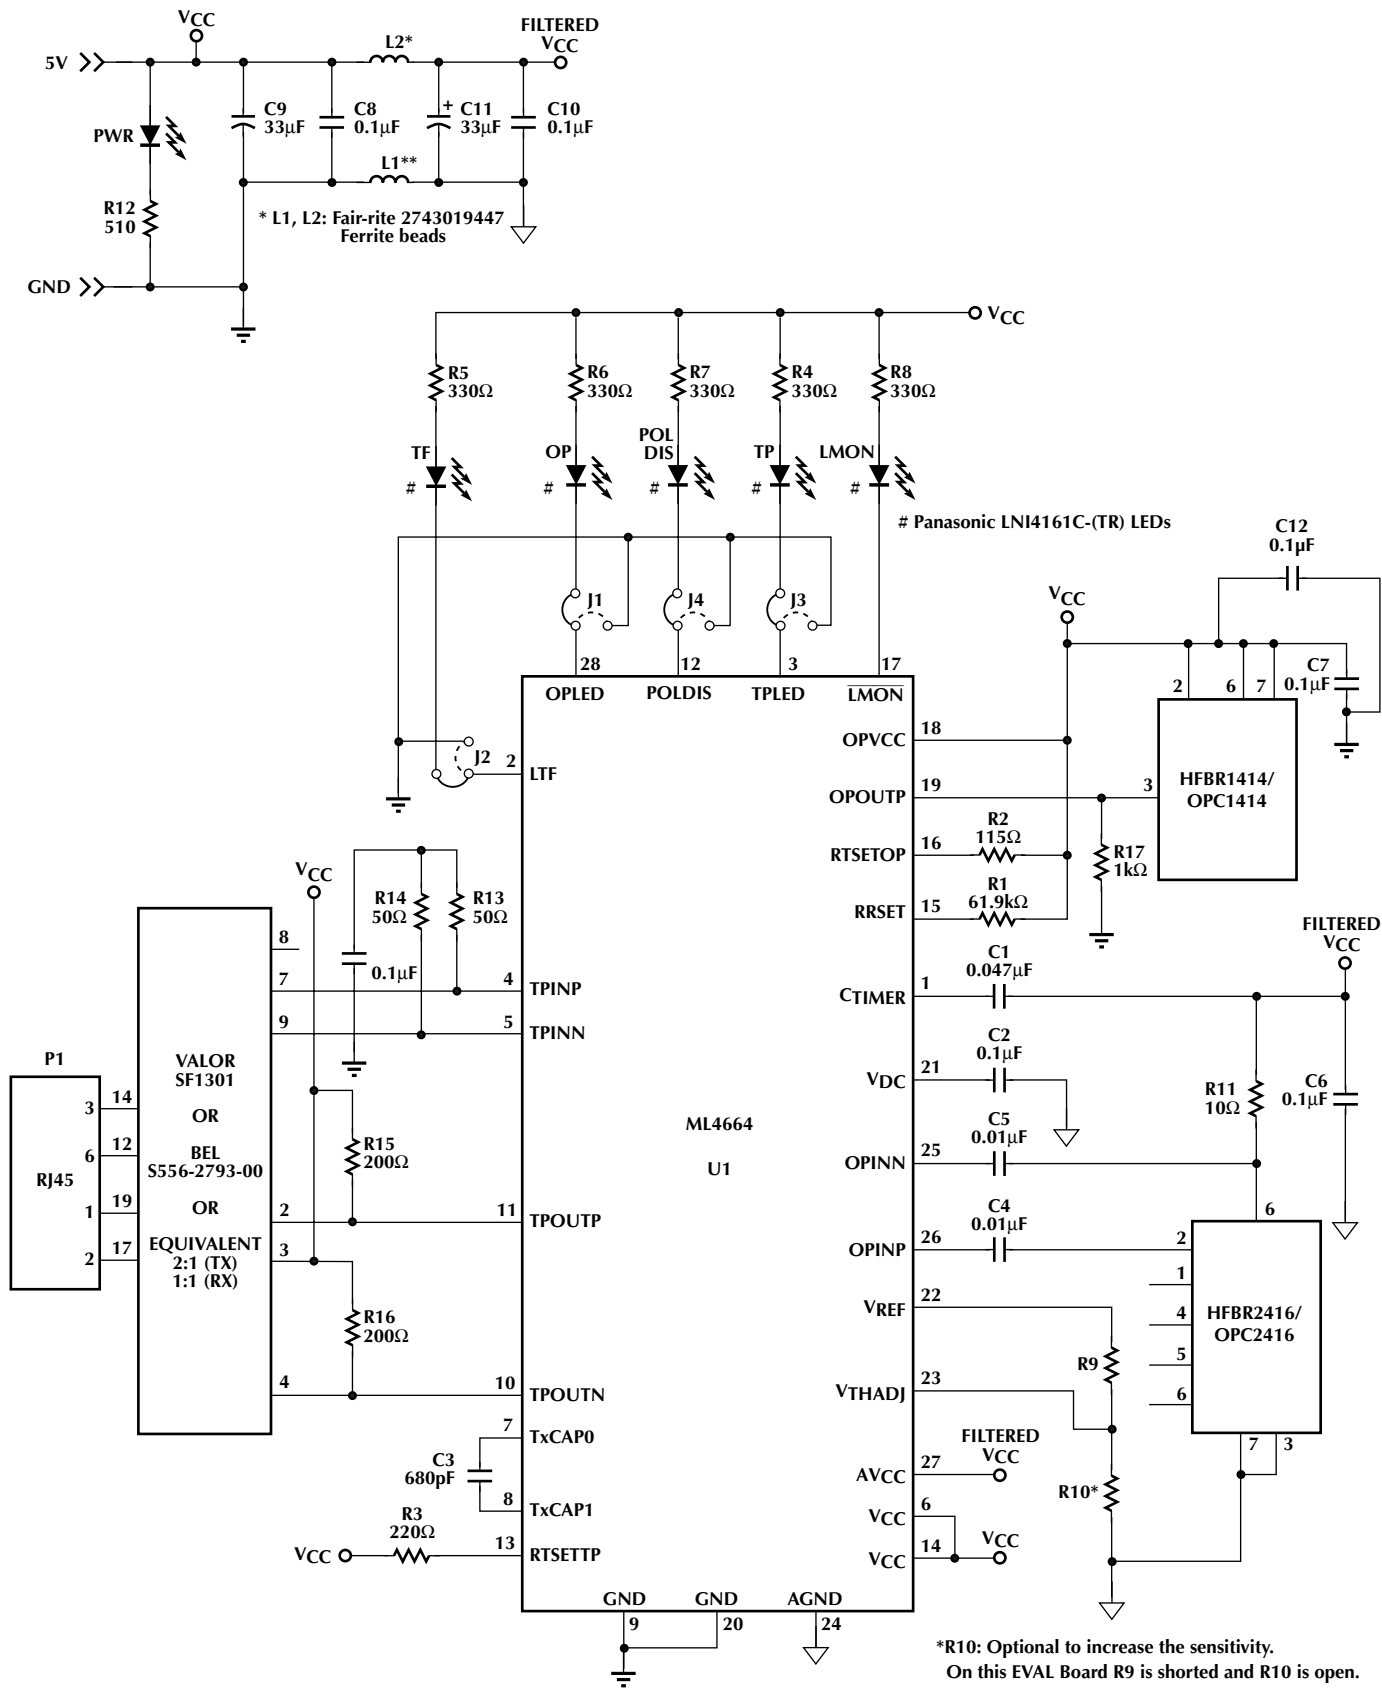 VCC
5V
L2*
FILTERED
VCC
PWR
C9
33μF
C8
0.1μF
+ C11
33μF
C10
0.1μF
L1**
R12
510
* L1, L2: Fair-rite 2743019447
Ferrite beads
GND
VCC
R5
330Ω
R6
330Ω
R7
330Ω
R4
330Ω
R8
330Ω
TF
#
OP
#
POL
DIS
#
TP
#
LMON
#
# Panasonic LNI4161C-(TR) LEDs
C12
0.1μF
J1
J4
J3
VCC
28
12
3
17
OPLED
POLDIS
TPLED
LMON
2
6
7
C7
0.1μF
J2
2
LTF
OPVCC
18
OPOUTP
19
3
HFBR1414/
OPC1414
R2
115Ω
RTSETOP
16
R17
1kΩ
R1
61.9kΩ
RRSET
15
VCC
R14
50Ω
R13
50Ω
0.1μF
8
7
4
TPINP
9
5
TPINN
C1
0.047μF
CTIMER
1
FILTERED
VCC
C2
0.1μF
VDC
21
R11
10Ω
C6
0.1μF
P1
RJ45
3
14
6
12
1
19
2
17
VALOR
SF1301
OR
BEL
S556-2793-00
OR
EQUIVALENT
2:1 (TX)
1:1 (RX)
ML4664
U1
C5
0.01μF
OPINN
25
R15
200Ω
2
11
TPOUTP
3
C4
0.01μF
OPINP
26
6
2
1
4
5
6
7
3
HFBR2416/
OPC2416
R16
200Ω
VREF
22
R9
4
10
TPOUTN
VTHADJ
23
7
TxCAP0
C3
680pF
8
TxCAP1
R3
220Ω
VCC
13
RTSETTP
FILTERED
VCC
AVCC
27
R10*
VCC
6
VCC
14
VCC
GND
GND
AGND
9
20
24
*R10: Optional to increase the sensitivity.
On this EVAL Board R9 is shorted and R10 is open.